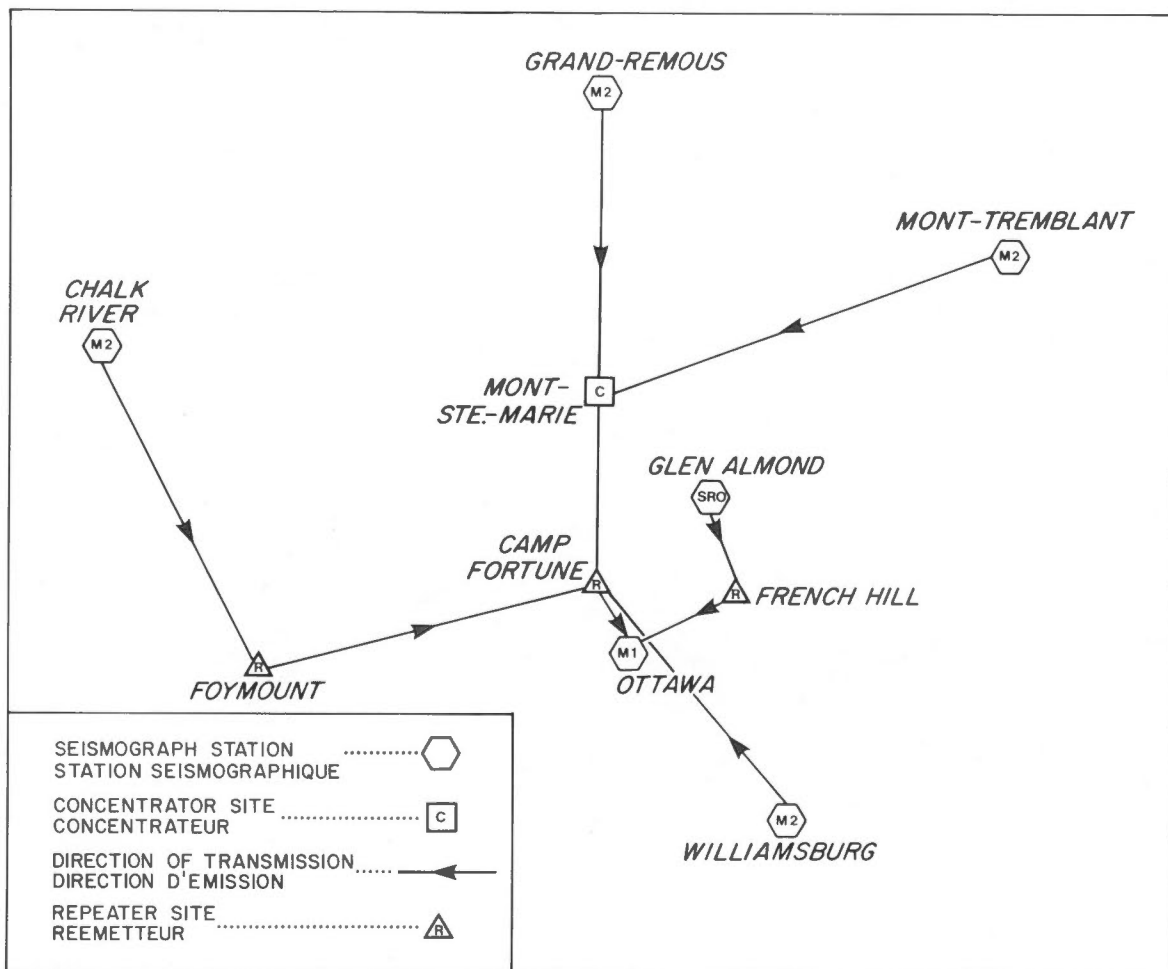 GRAND-REMOUS
M2
MONT-TREMBLANT
M2
CHALK
RIVER
M2
MONT-
STE.-MARIE
C
GLEN ALMOND
SRO
CAMP
FORTUNE
R
R
FRENCH HILL
M1
OTTAWA
R
FOYMOUNT
M2
WILLIAMSBURG
SEISMOGRAPH STATION
STATION SEISMOGRAPHIQUE
CONCENTRATOR SITE
CONCENTRATEUR
C
DIRECTION OF TRANSMISSION
DIRECTION D'EMISSION
REPEATER SITE
REEMETTEUR
R